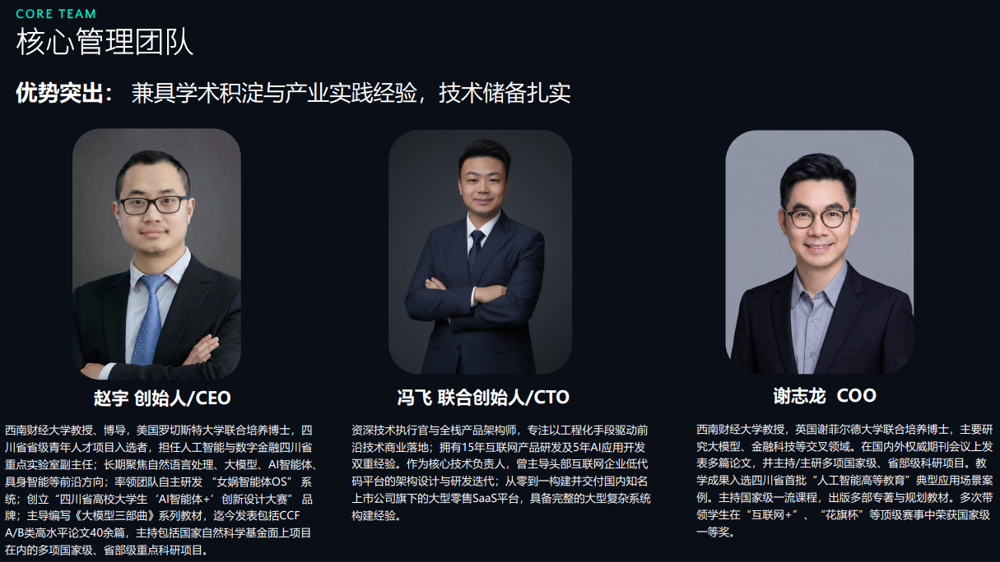 CORE TEAM
核心管理团队
优势突出： 兼具学术积淀与产业实践经验，技术储备扎实
赵宇 创始人/CEO
西南财经大学教授、博导，美国罗切斯特大学联合培养博士，四
川省省级青年人才项目入选者，担任人工智能与数字金融四川省
重点实验室副主任；长期聚焦自然语言处理、大模型、AI智能体、
具身智能等前沿方向；率领团队自主研发 “女娲智能体OS” 系
统；创立“四川省高校大学生‘AI智能体+’创新设计大赛” 品
牌；主导编写《大模型三部曲》系列教材，迄今发表包括CCF
A/B类高水平论文40余篇，主持包括国家自然科学基金面上项目
在内的多项国家级、省部级重点科研项目。
冯飞 联合创始人/CTO
资深技术执行官与全栈产品架构师，专注以工程化手段驱动前
沿技术商业落地；拥有15年互联网产品研发及5年AI应用开发
双重经验。作为核心技术负责人，曾主导头部互联网企业低代
码平台的架构设计与研发迭代；从零到一构建并交付国内知名
上市公司旗下的大型零售SaaS平台，具备完整的大型复杂系统
构建经验。
谢志龙 COO
西南财经大学教授，英国谢菲尔德大学联合培养博士，主要研
究大模型、金融科技等交叉领域。在国内外权威期刊会议上发
表多篇论文，并主持/主研多项国家级、省部级科研项目。教
学成果入选四川省首批“人工智能高等教育”典型应用场景案
例。主持国家级一流课程，出版多部专著与规划教材。多次带
领学生在“互联网+”、“花旗杯”等顶级赛事中荣获国家级
一等奖。